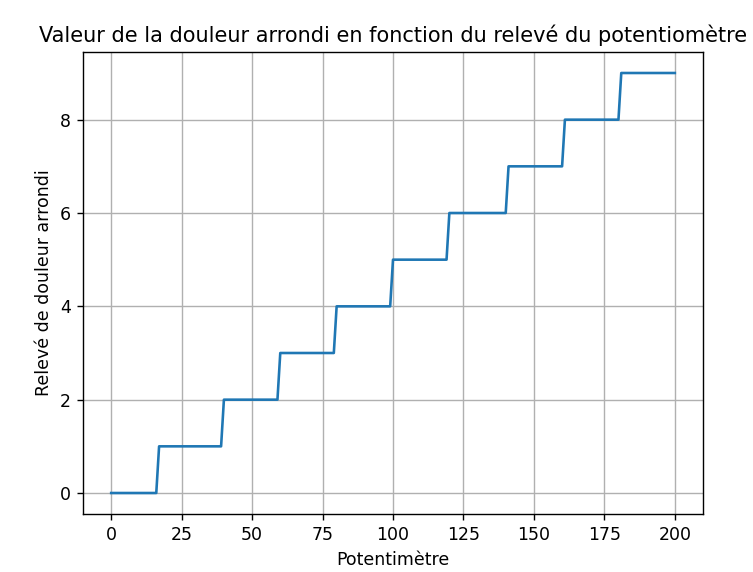 Valeur de la douleur arrondi en fonction du relevé du potentiomètre
8
6
4
2
0
Relevé de douleur arrondi
0 25 50 75 100 125 150 175 200
Potentimètre